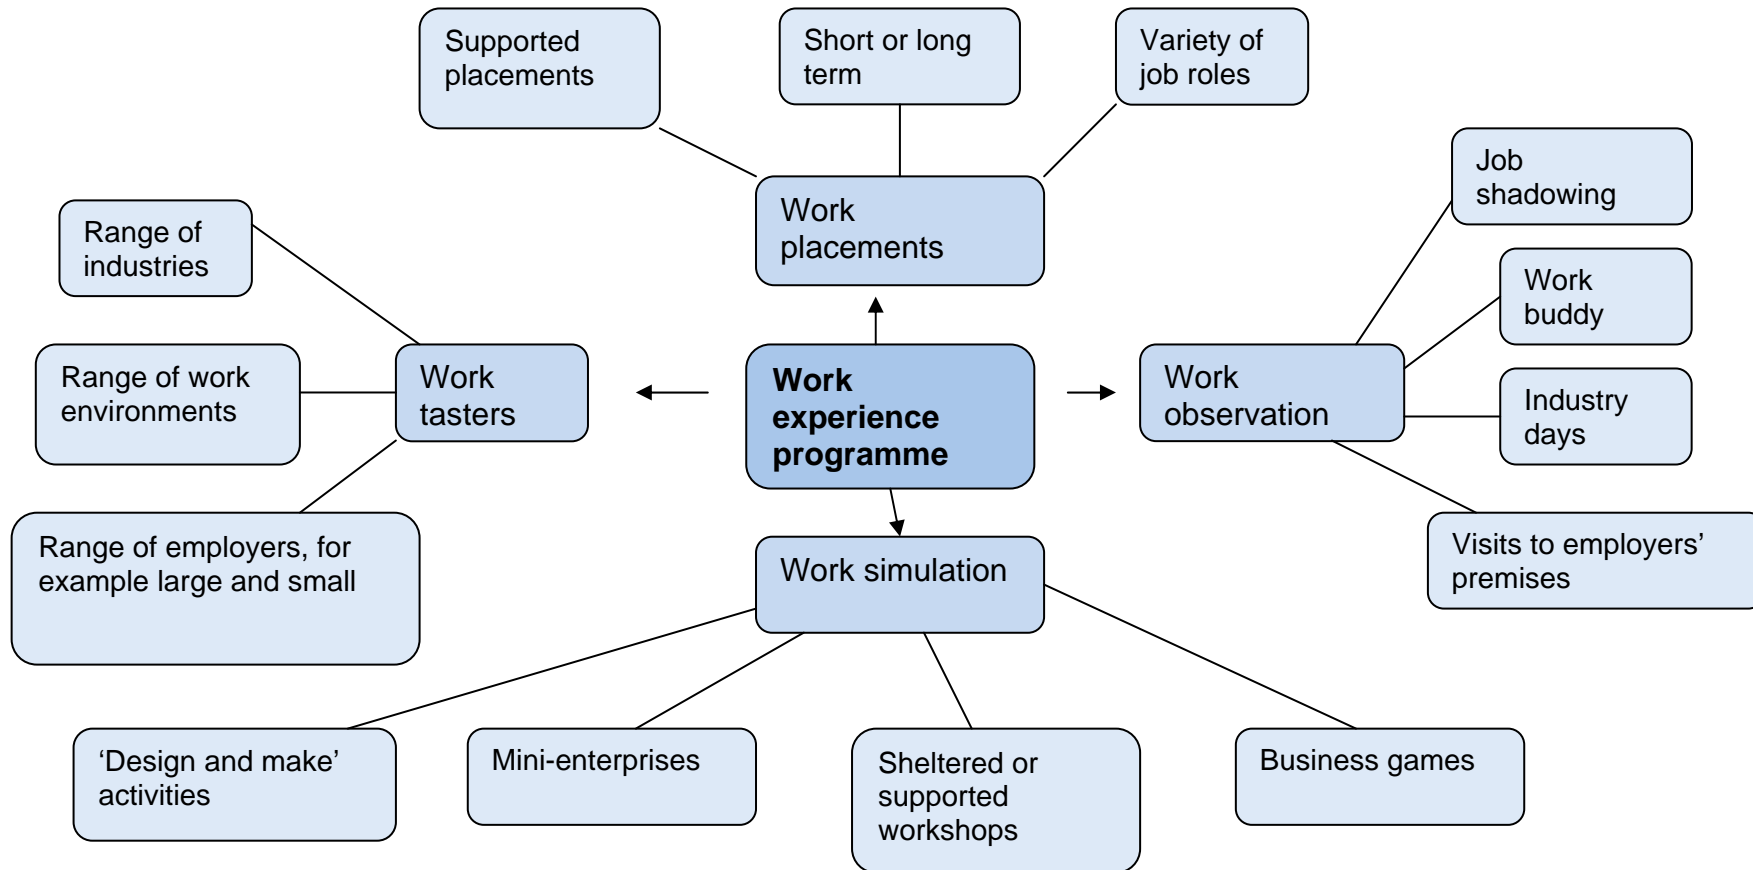 Supported
placements
Short or long
term
Variety of
job roles
Work
placements
Job
shadowing
Range of
industries
Work
buddy
Range of work
environments
Work
tasters
Work
experience
programme
Work
observation
Industry
days
Range of employers, for
example large and small
Work simulation
Visits to employers’
premises
‘Design and make’
activities
Mini-enterprises
Sheltered or
supported
workshops
Business games